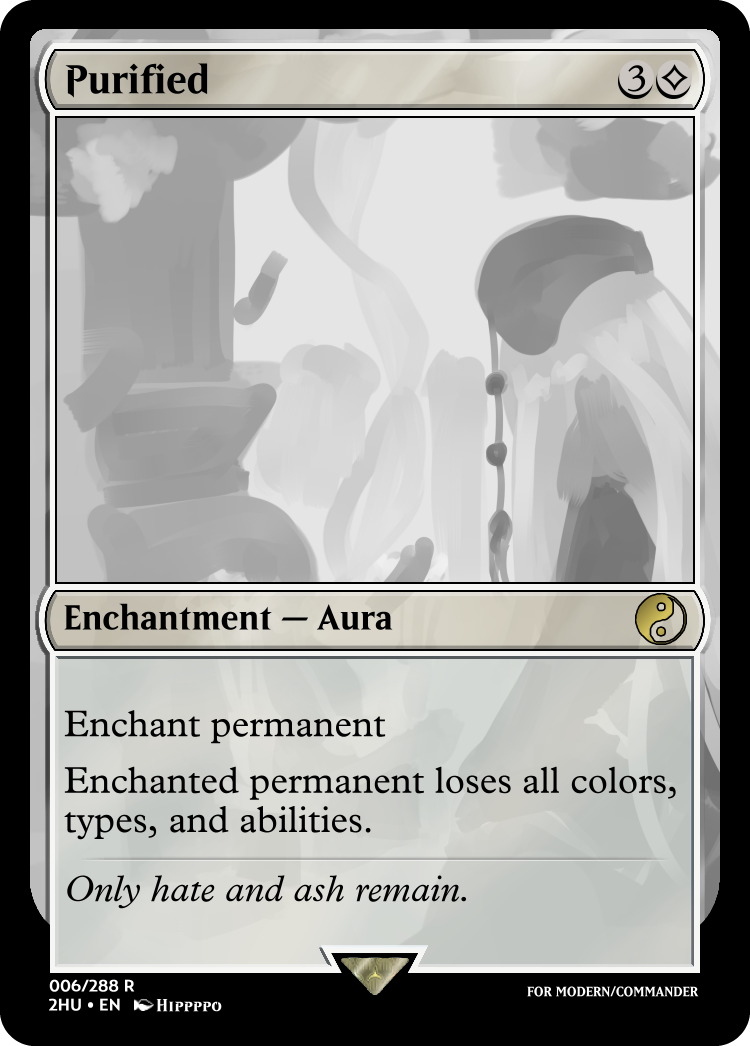 Purified 3
Enchantment — Aura
Enchant permanent
Enchanted permanent loses all colors,
types, and abilities.
Only hate and ash remain.
006/288 R
2HU • EN Hippppo
FOR MODERN/COMMANDER